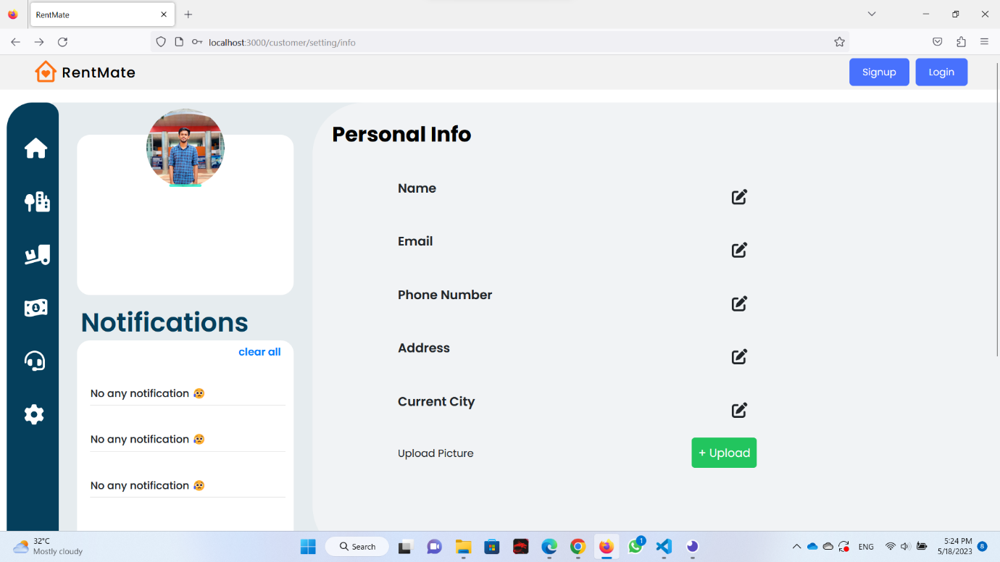 RentMate
localhost:3000/customer/setting/info
RentMate
Signup
Login
Personal Info
Name
Email
Phone Number
Address
Current City
Upload Picture
+ Upload
Notifications
clear all
No any notification 😥
No any notification 😥
No any notification 😥
32°C
Mostly cloudy
Search
1
ENG
5:24 PM
5/18/2023
8